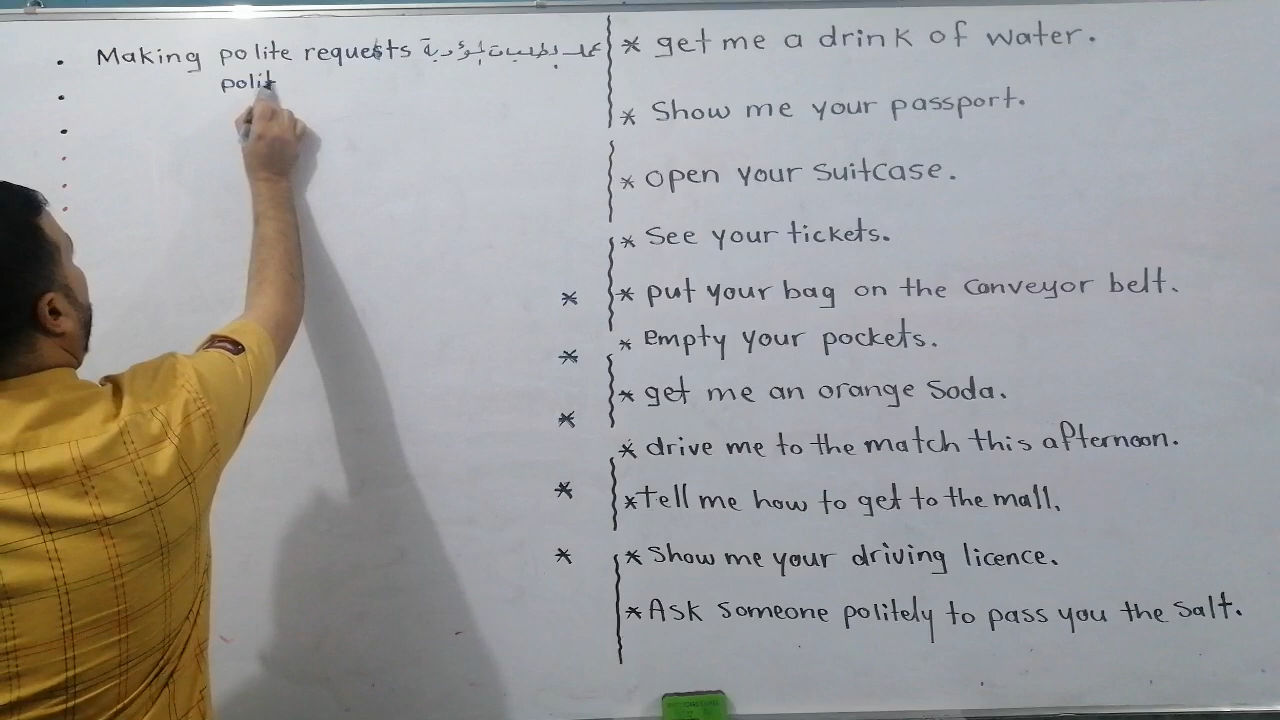 Making polite requests
polit
* get me a drink of water.
* Show me your passport.
* open your suitcase.
* See your tickets.
* put your bag on the conveyor belt.
* empty your pockets.
* get me an orange soda.
* drive me to the match this afternoon.
* tell me how to get to the mall.
* Show me your driving licence.
* Ask someone politely to pass you the salt.